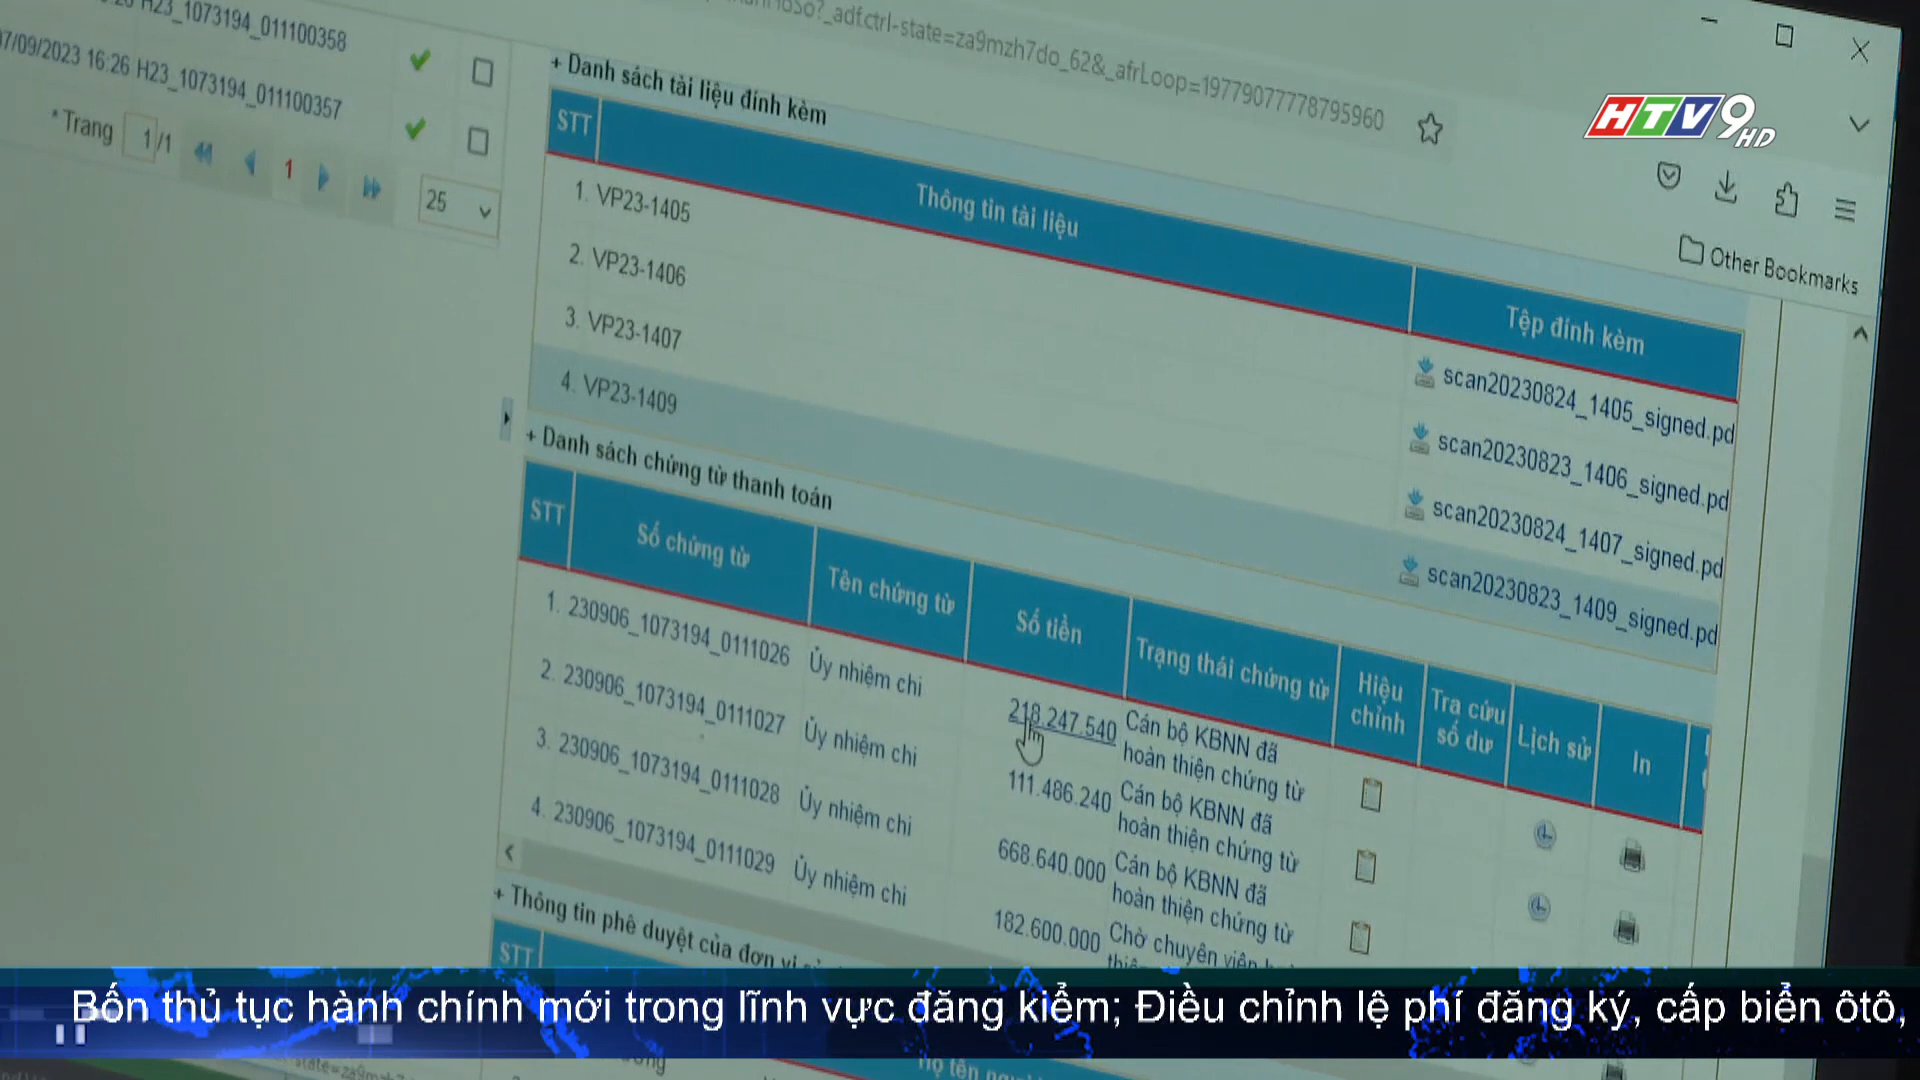 H23_1073194_011100358
07/09/2023 16:26 H23_1073194_011100357
* Trang 1 /1 1 25
_adf.ctrl-state=za9mzh7do_62&_afrLoop=19779077778795960
HTV9 HD
Other Bookmarks
+ Danh sách tài liệu đính kèm
STT Thông tin tài liệu Tệp đính kèm
1. VP23-1405 scan20230824_1405_signed.pd
2. VP23-1406 scan20230823_1406_signed.pd
3. VP23-1407 scan20230824_1407_signed.pd
4. VP23-1409 scan20230823_1409_signed.pd
+ Danh sách chứng từ thanh toán
STT Số chứng từ Tên chứng từ Số tiền Trạng thái chứng từ Hiệu chỉnh Tra cứu số dư Lịch sử In
1. 230906_1073194_0111026 Ủy nhiệm chi 218.247.540 Cán bộ KBNN đã hoàn thiện chứng từ
2. 230906_1073194_0111027 Ủy nhiệm chi 111.486.240 Cán bộ KBNN đã hoàn thiện chứng từ
3. 230906_1073194_0111028 Ủy nhiệm chi 668.640.000 Cán bộ KBNN đã hoàn thiện chứng từ
4. 230906_1073194_0111029 Ủy nhiệm chi 182.600.000 Chờ chuyên viên
+ Thông tin phê duyệt của đơn vị
STT
Bốn thủ tục hành chính mới trong lĩnh vực đăng kiểm; Điều chỉnh lệ phí đăng ký, cấp biển ôtô,
Họ tên